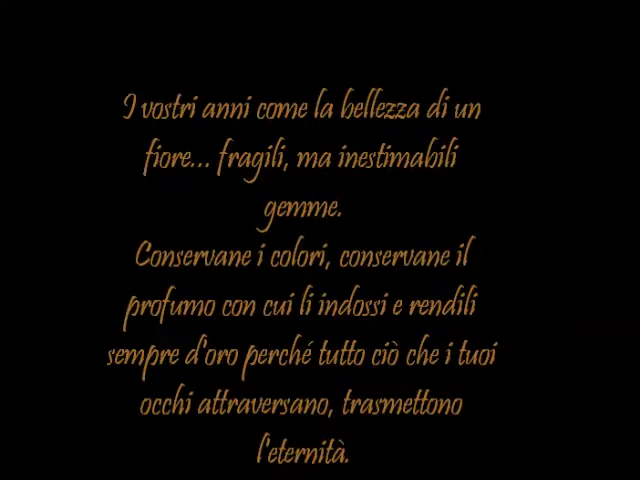 I vostri anni come la bellezza di un
fiore... fragili, ma inestimabili
gemme.
Conservane i colori, conservane il
profumo con cui li indossi e rendili
sempre d'oro perché tutto ciò che i tuoi
occhi attraversano, trasmettono
l'eternità.